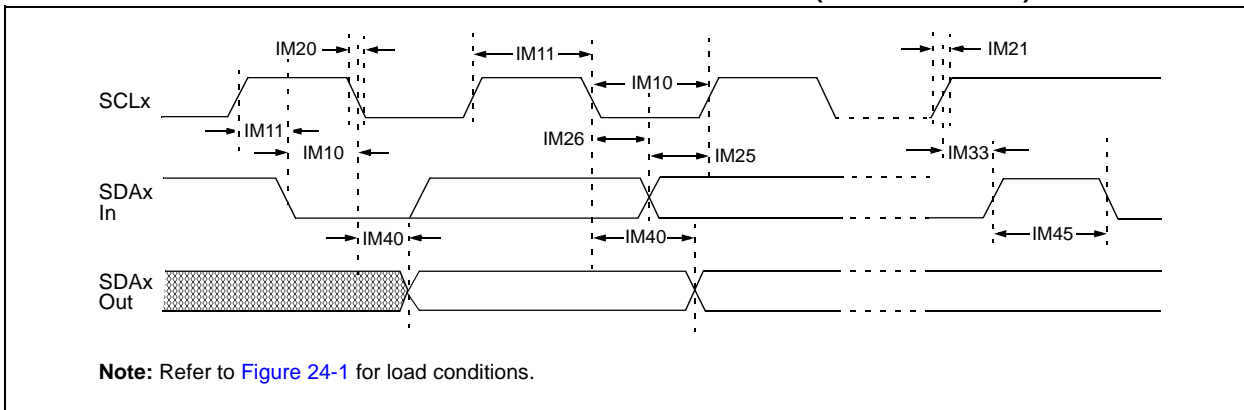 IM20
IM11
IM21
IM10
SCLx
IM11
IM26
IM10
IM25
IM33
SDAx
In
IM40
IM40
IM45
SDAx
Out
Note: Refer to Figure 24-1 for load conditions.